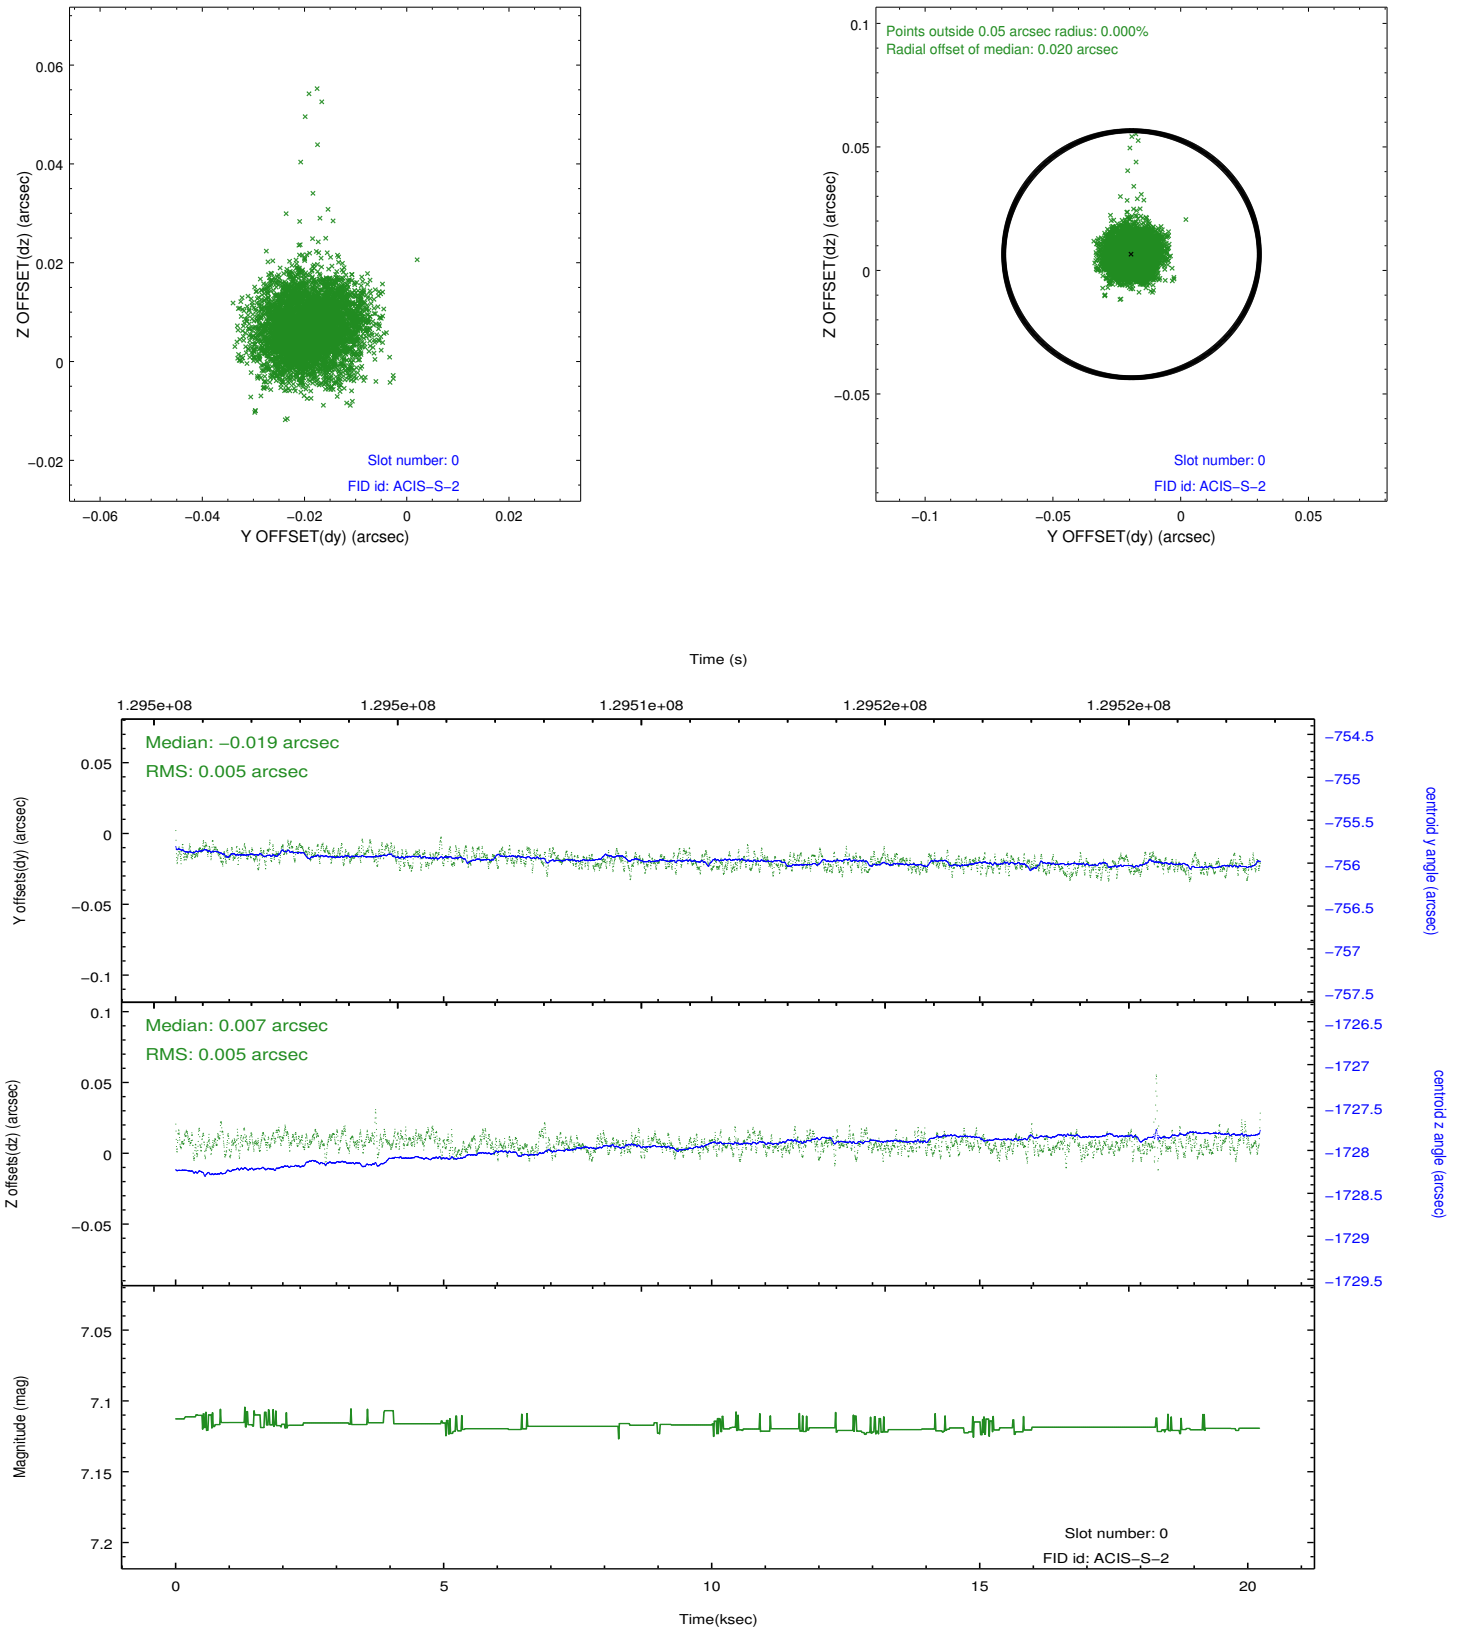 0.06
0.04
0.02
0
−0.02
Z OFFSET(dz) (arcsec)
Slot number: 0
FID id: ACIS−S−2
−0.06
−0.04
−0.02
0
0.02
Y OFFSET(dy) (arcsec)
Points outside 0.05 arcsec radius: 0.000%
Radial offset of median: 0.020 arcsec
0.1
0.05
0
−0.05
Z OFFSET(dz) (arcsec)
Slot number: 0
FID id: ACIS−S−2
−0.1
−0.05
0
0.05
Y OFFSET(dy) (arcsec)
Time (s)
1.295e+08
1.295e+08
1.2951e+08
1.2952e+08
1.2952e+08
Median: −0.019 arcsec
RMS: 0.005 arcsec
0.05
0
−0.05
−0.1
Y offsets(dy) (arcsec)
−754.5
−755
−755.5
−756
−756.5
−757
−757.5
centroid y angle (arcsec)
Median: 0.007 arcsec
RMS: 0.005 arcsec
0.1
0.05
0
−0.05
Z offsets(dz) (arcsec)
−1726.5
−1727
−1727.5
−1728
−1728.5
−1729
−1729.5
centroid z angle (arcsec)
7.05
7.1
7.15
7.2
Magnitude (mag)
Slot number: 0
FID id: ACIS−S−2
0
5
10
15
20
Time(ksec)